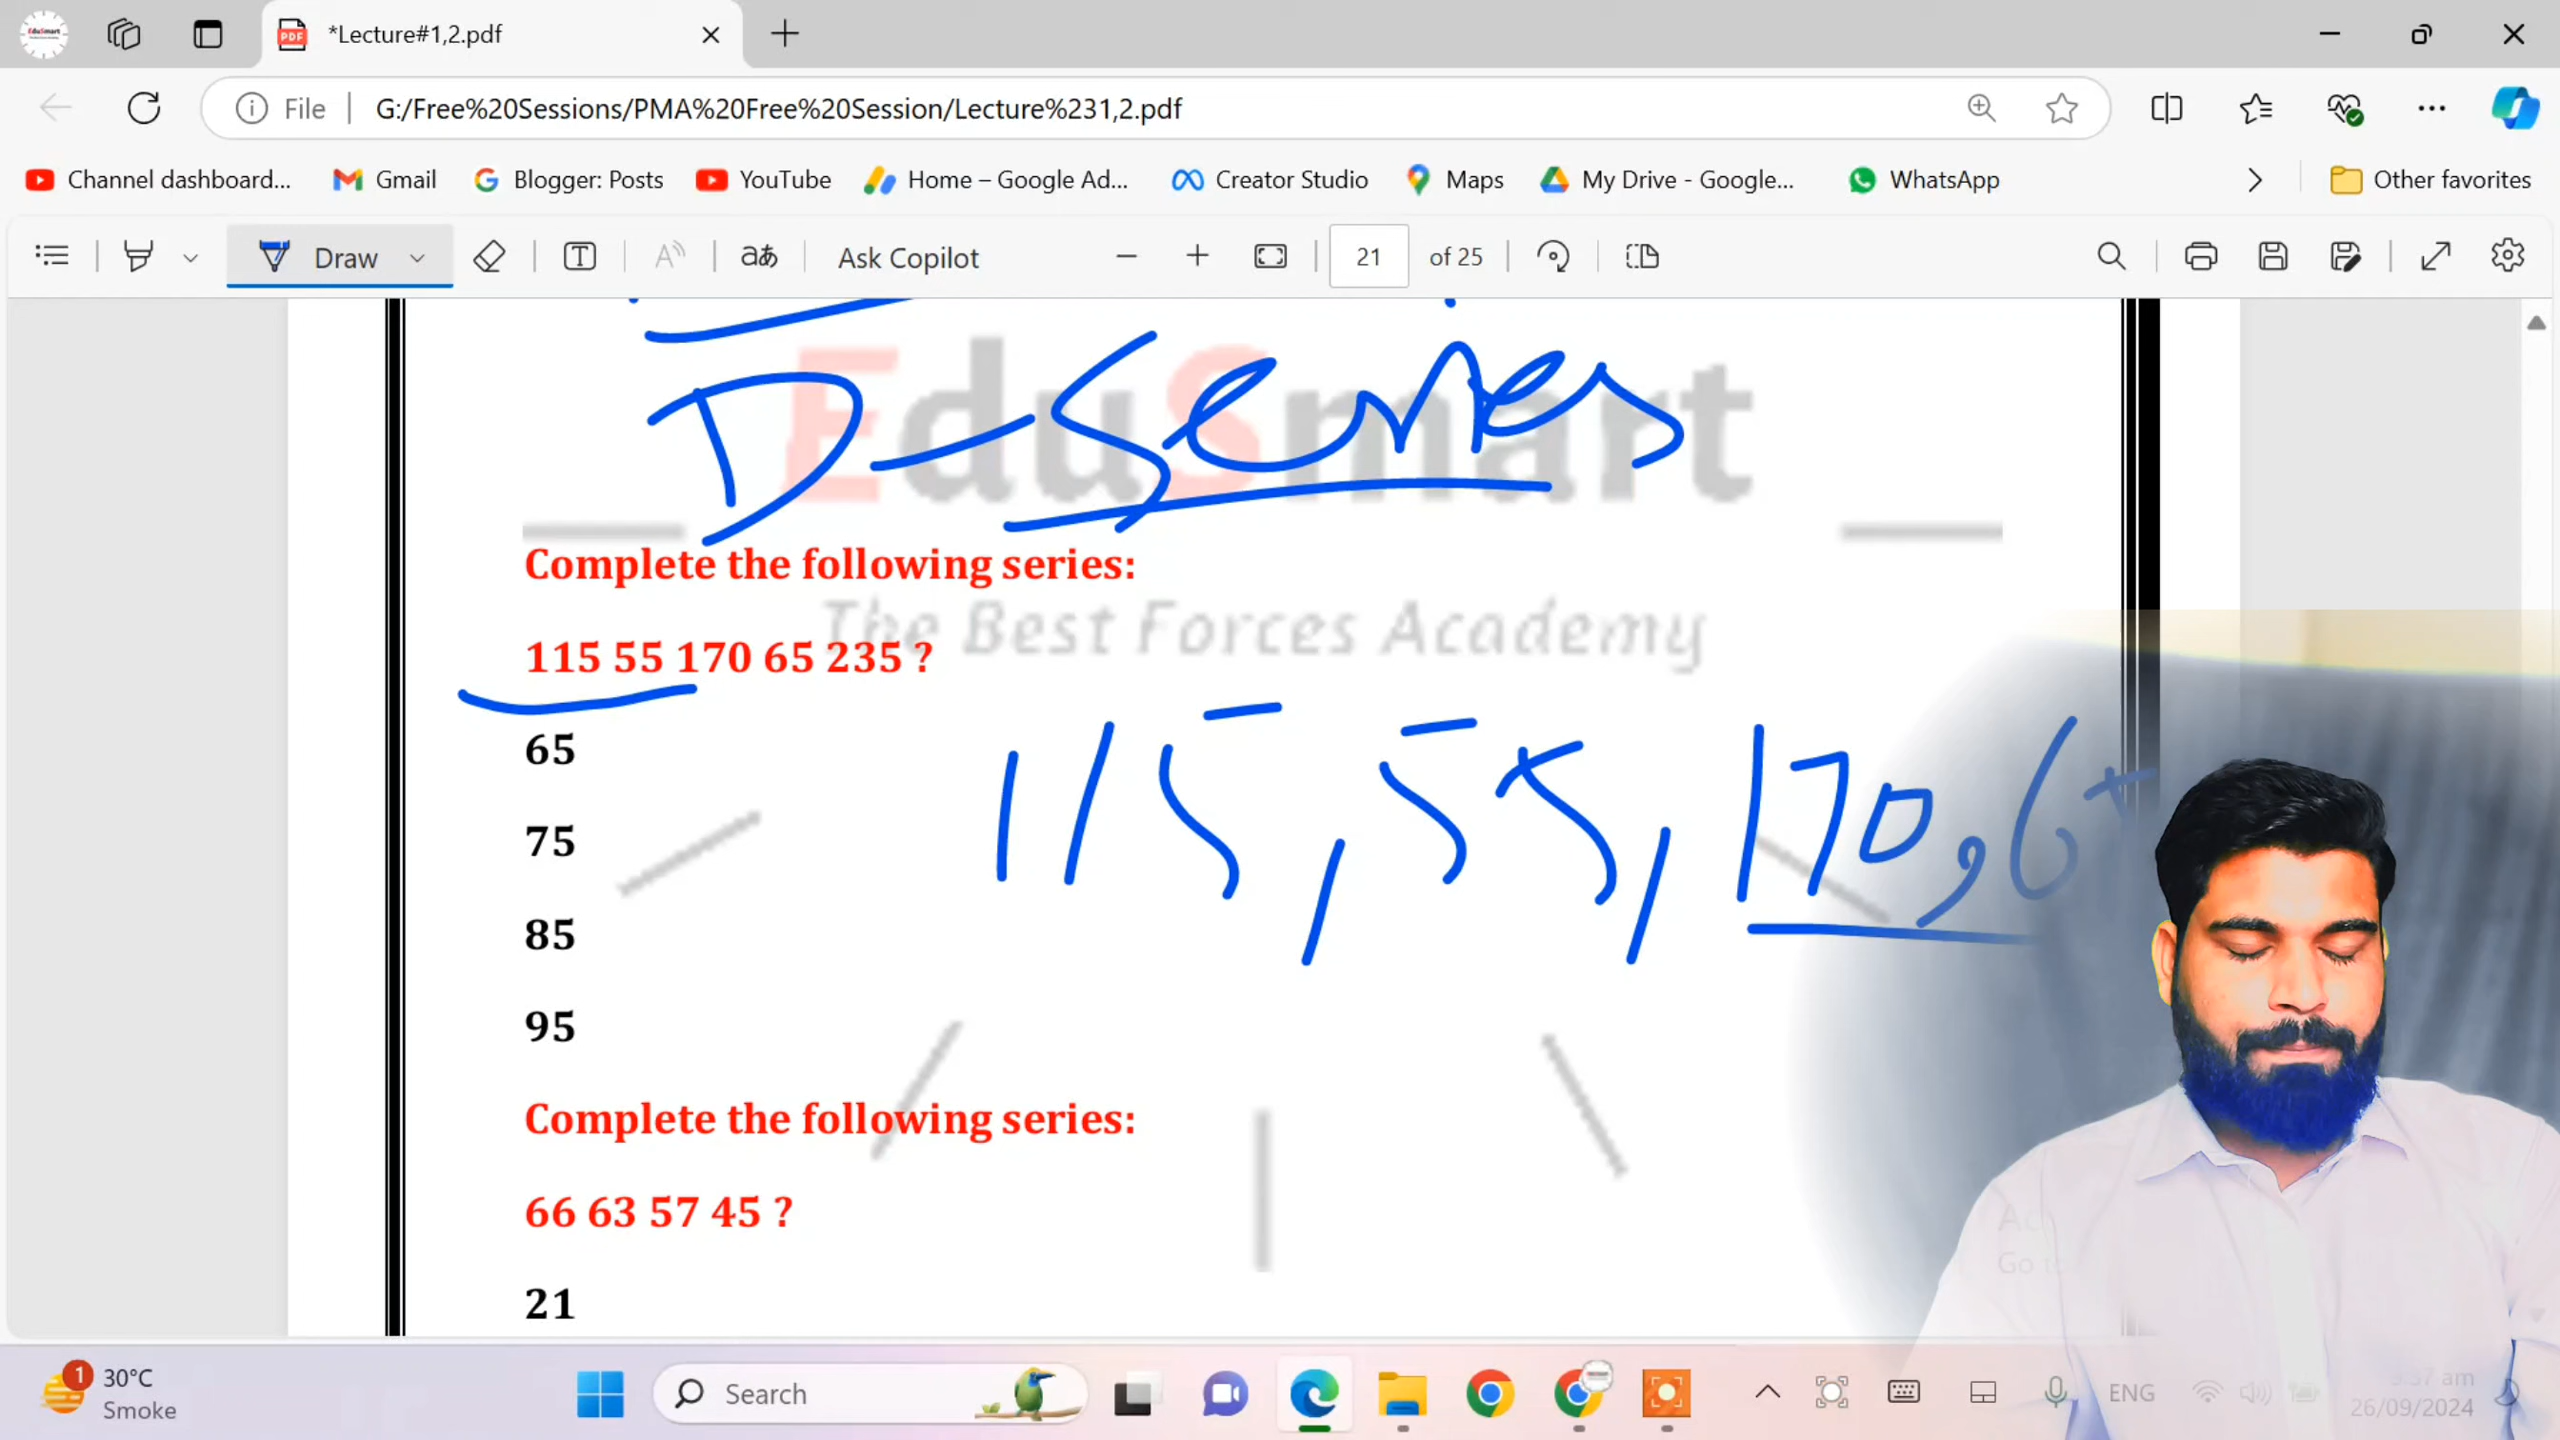 EduSmart
*Lecture#1,2.pdf
File
G:/Free%20Sessions/PMA%20Free%20Session/Lecture%231,2.pdf
Channel dashboard... Gmail Blogger: Posts YouTube Home – Google Ad... Creator Studio Maps My Drive - Google... WhatsApp Other favorites
Draw Ask Copilot 21 of 25
D-Series
EduSmart
Complete the following series:
The Best Forces Academy
115 55 170 65 235 ?
65
115, 55, 170, 6
75
85
95
Complete the following series:
66 63 57 45 ?
21
1 30°C
Smoke
Search
ENG
26/09/2024